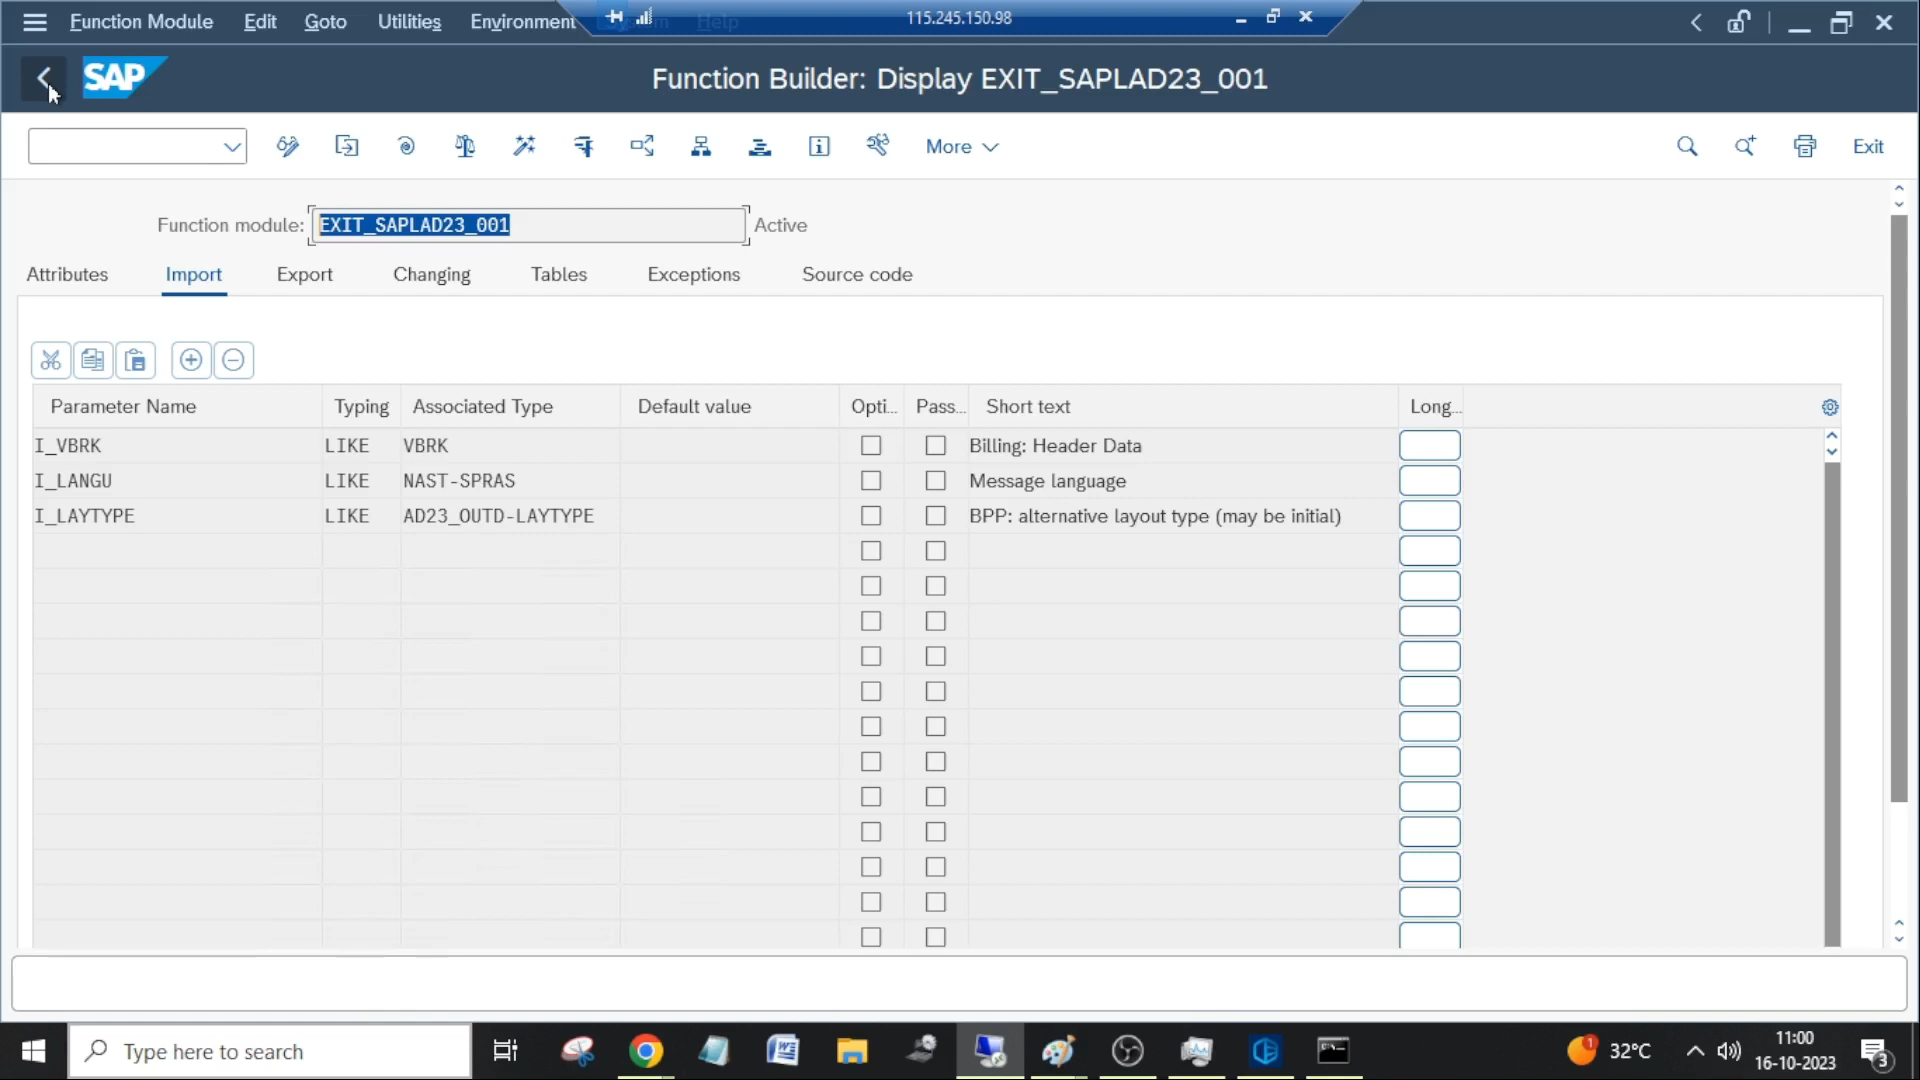 Function Module Edit Goto Utilities Environment Help 115.245.150.98
SAP Function Builder: Display EXIT_SAPLAD23_001
More Exit
Function module: EXIT_SAPLAD23_001 Active
Attributes Import Export Changing Tables Exceptions Source code
Parameter Name Typing Associated Type Default value Opti... Pass... Short text Long...
I_VBRK LIKE VBRK Billing: Header Data
I_LANGU LIKE NAST-SPRAS Message language
I_LAYTYPE LIKE AD23_OUTD-LAYTYPE BPP: alternative layout type (may be initial)
Type here to search 1 32°C 11:00
16-10-2023 3